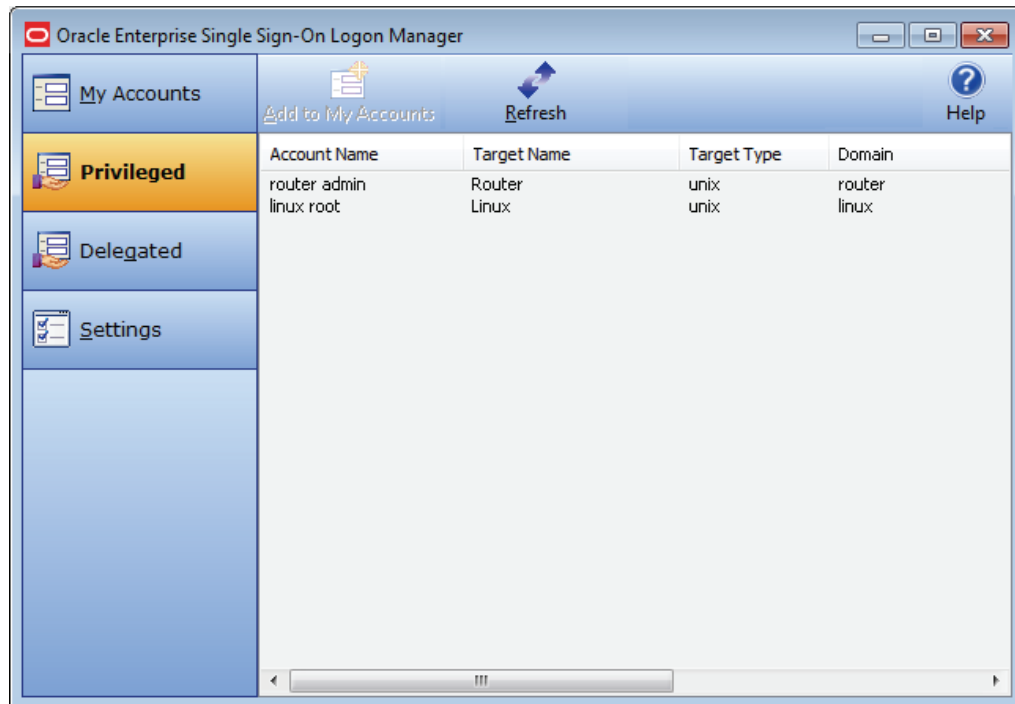 Oracle Enterprise Single Sign-On Logon Manager
My Accounts
Privileged
Delegated
Settings
Add to My Accounts
Refresh
Help
Account Name Target Name Target Type Domain
router admin Router unix router
linux root Linux unix linux